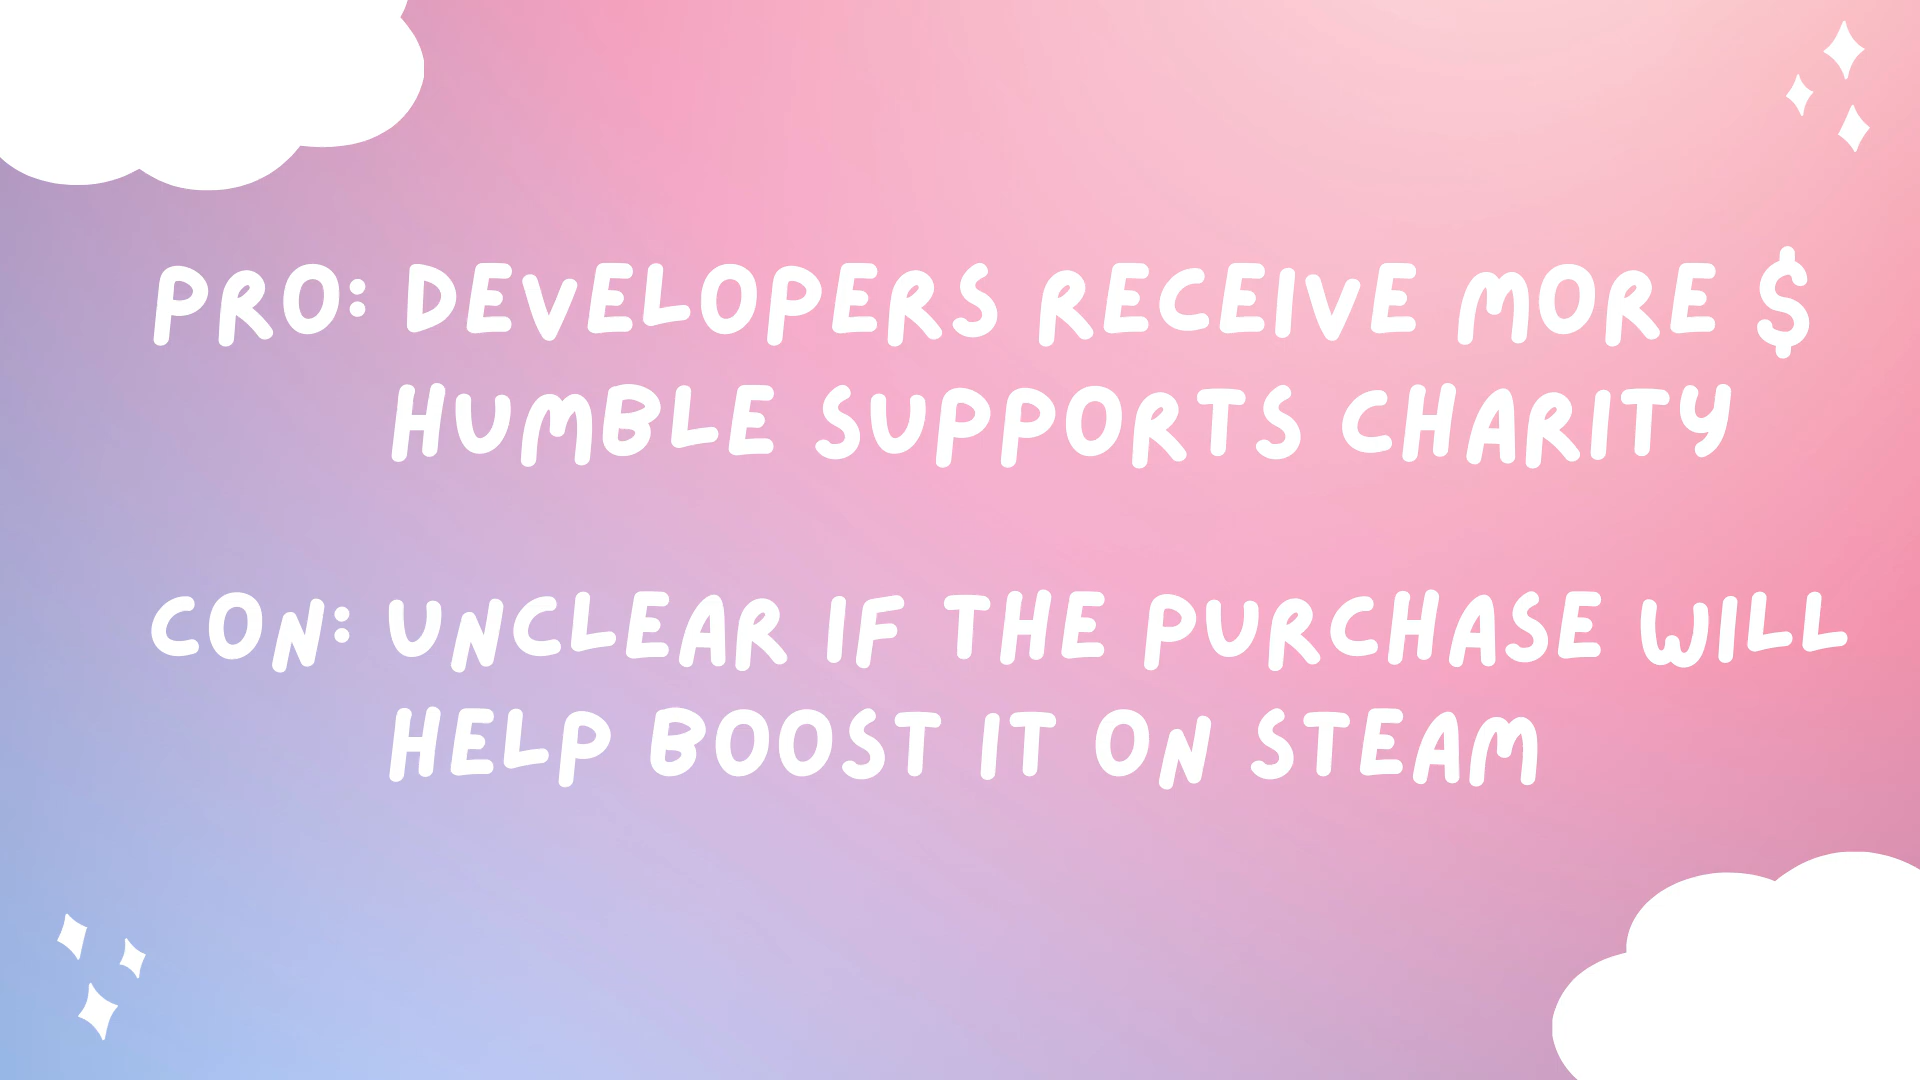 PRO: DEVELOPERS RECEIVE MORE $
HUMBLE SUPPORTS CHARITY
CON: UNCLEAR IF THE PURCHASE WILL
HELP BOOST IT ON STEAM